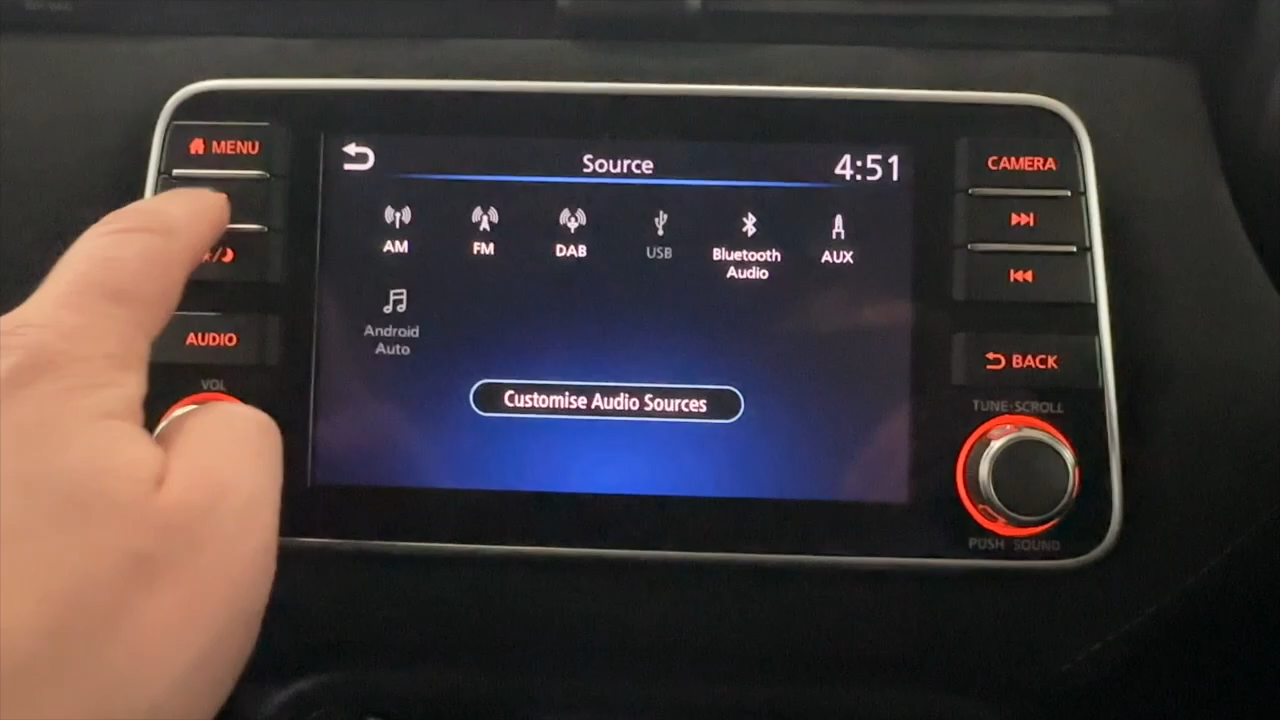 MENU
Source
4:51
CAMERA
AM
FM
DAB
USB
Bluetooth
Audio
AUX
Android
Auto
AUDIO
BACK
VOL
Customise Audio Sources
TUNE·SCROLL
PUSH SOUND